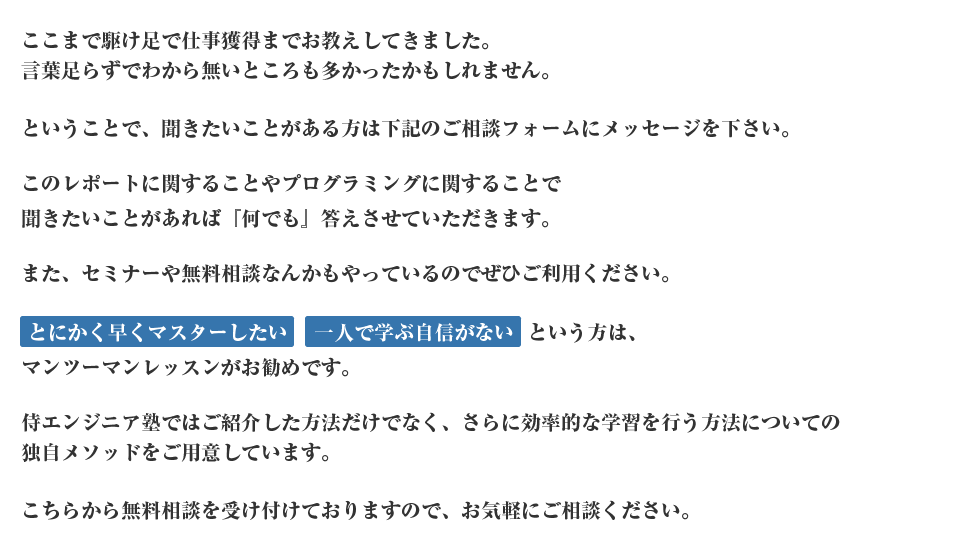 ここまで駆け足で仕事獲得までお教えしてきました。
言葉足らずでわから無いところも多かったかもしれません。
ということで、聞きたいことがある方は下記のご相談フォームにメッセージを下さい。
このレポートに関することやプログラミングに関することで
聞きたいことがあれば『何でも』答えさせていただきます。
また、セミナーや無料相談なんかもやっているのでぜひご利用ください。
とにかく早くマスターしたい 一人で学ぶ自信がない という方は、
マンツーマンレッスンがお勧めです。
侍エンジニア塾ではご紹介した方法だけでなく、さらに効率的な学習を行う方法についての
独自メソッドをご用意しています。
こちらから無料相談を受け付けておりますので、お気軽にご相談ください。